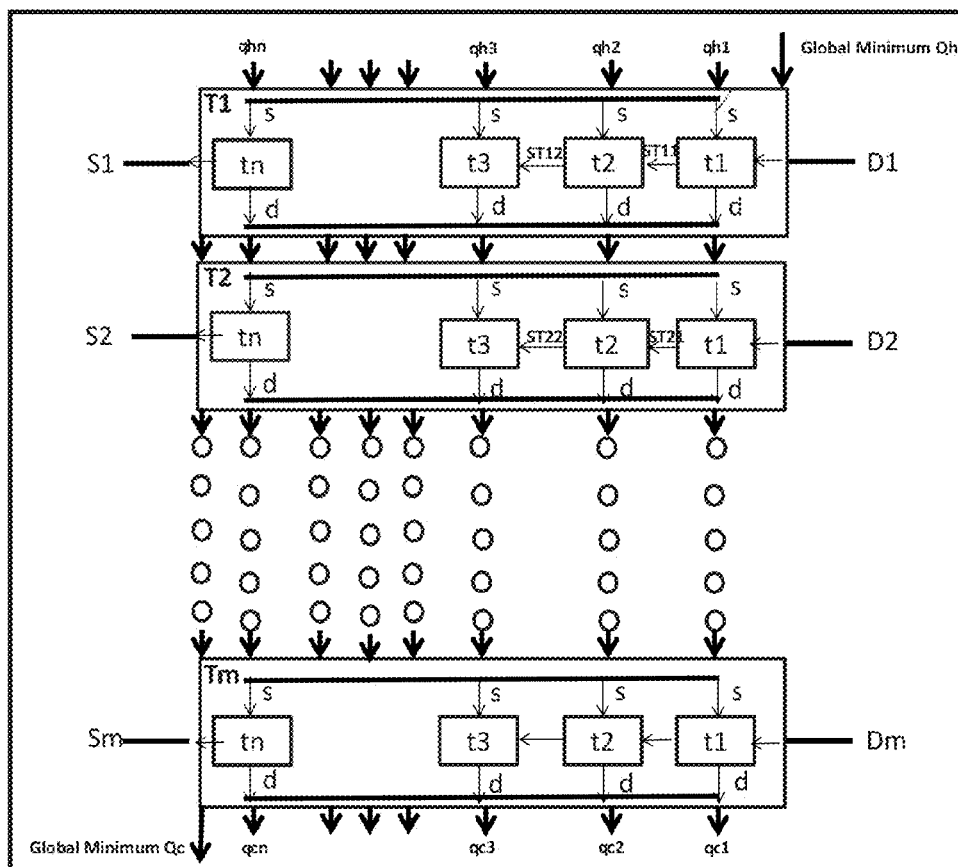 qhn qh3 qh2 qh1 Global Minimum Qh
T1
s s s s
S1 tn t3 ST12 t2 ST11 t1 D1
d d d d
T2
s s s s
S2 tn t3 ST22 t2 ST21 t1 D2
d d d d
Tm
s s s s
Sm tn t3 t2 t1 Dm
d d d d
Global Minimum Qc qcn qc3 qc2 qc1